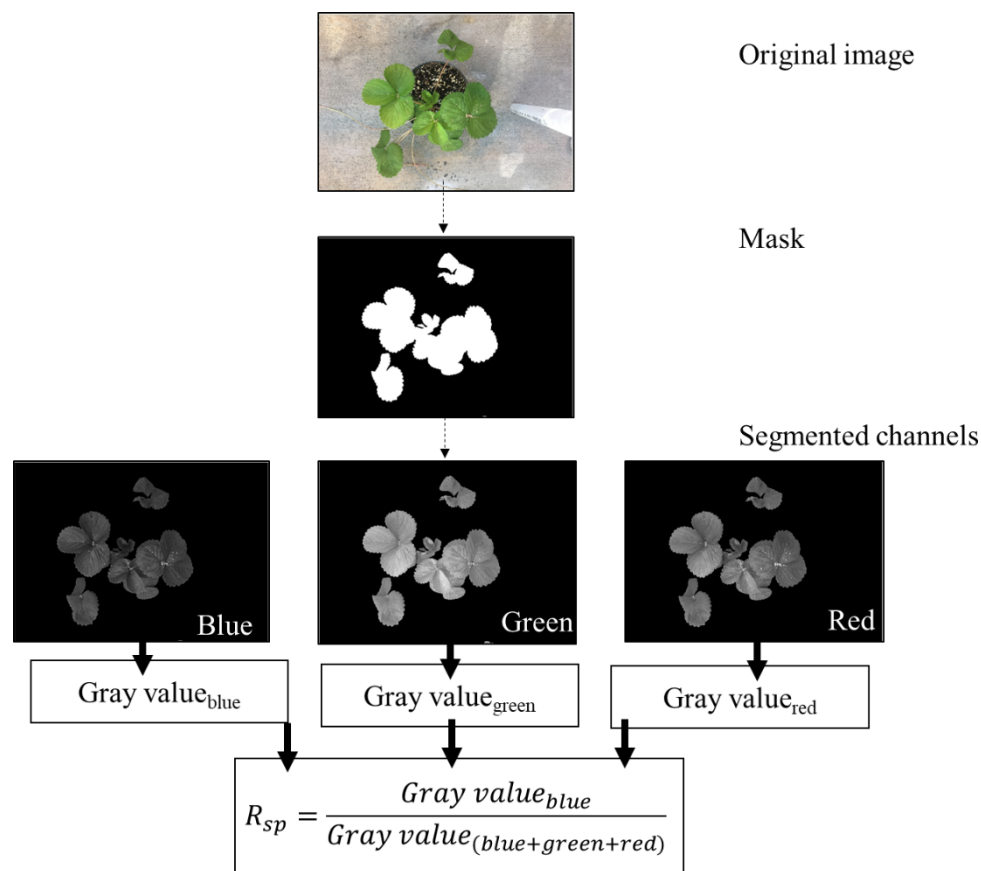 Original image
Mask
Segmented channels
Blue
Green
Red
Gray value_blue
Gray value_green
Gray value_red
R_sp = Gray value_blue / Gray value_(blue+green+red)